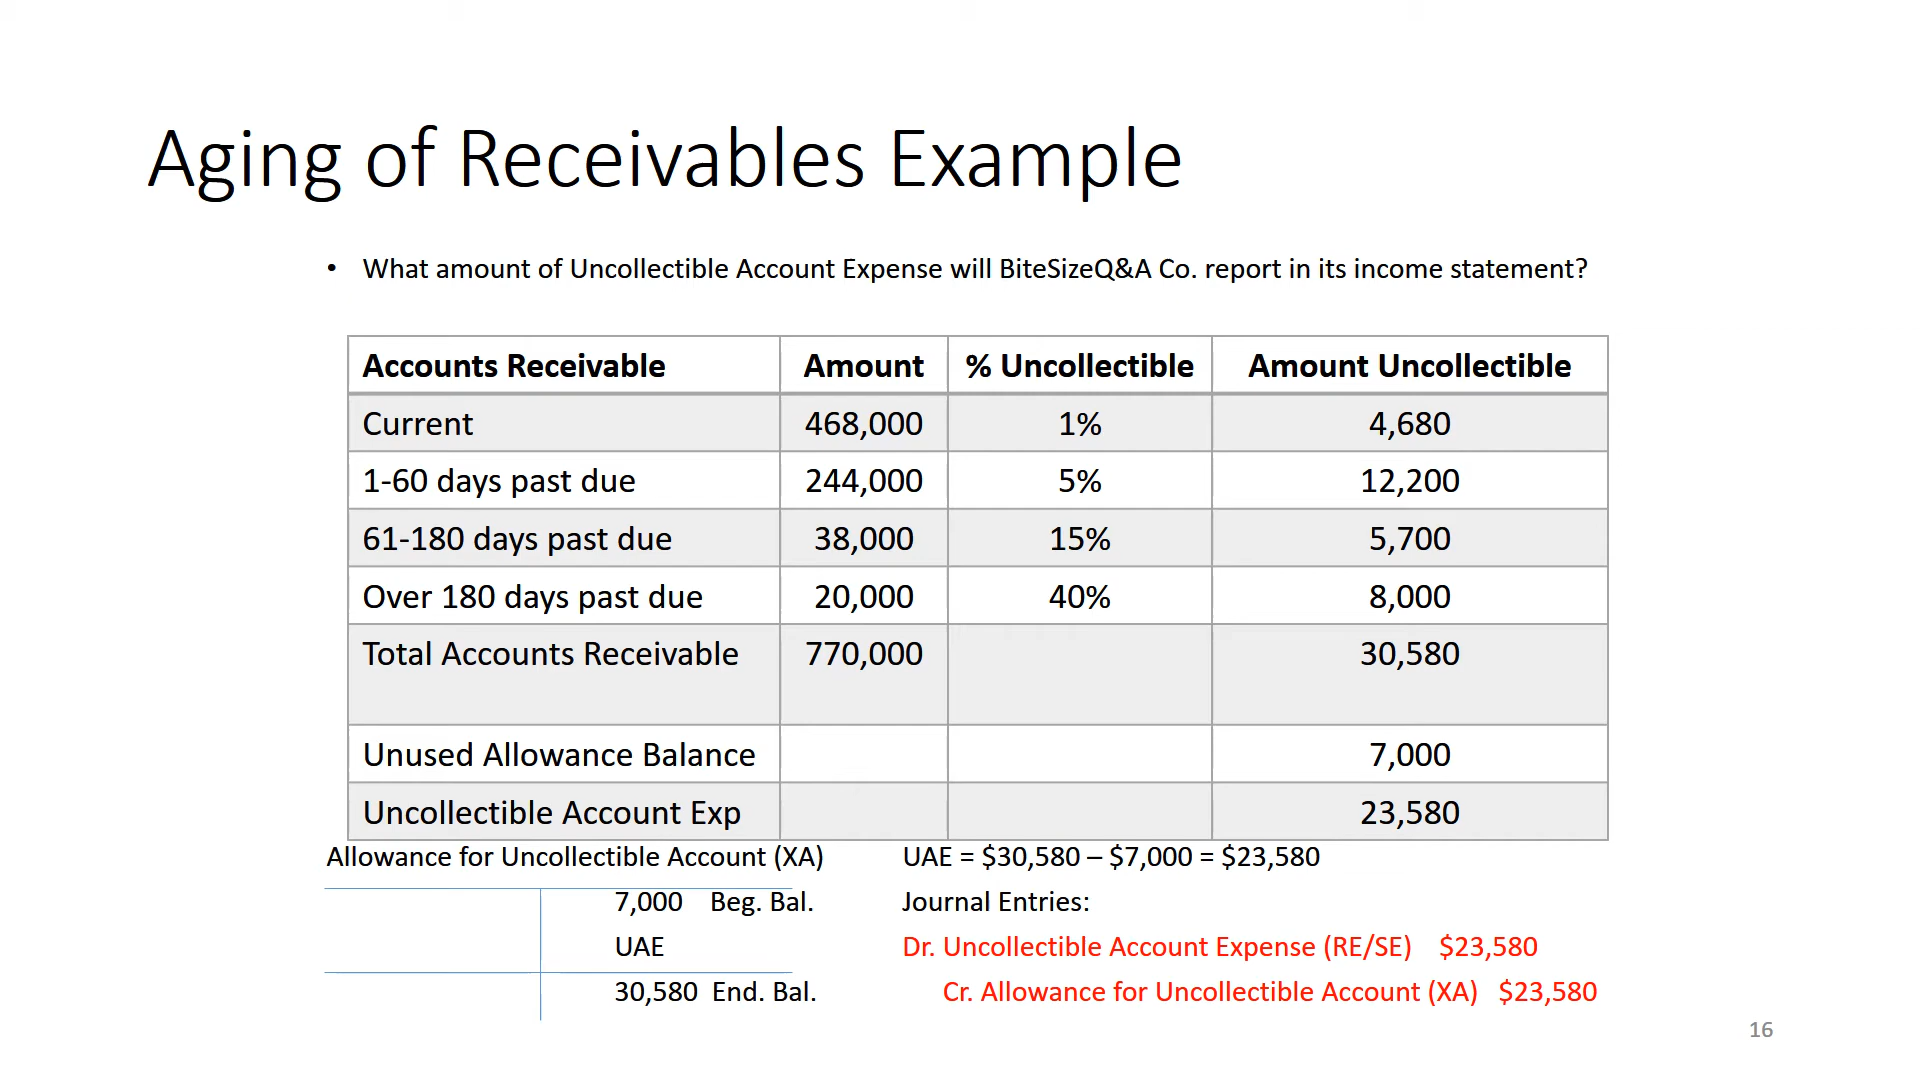 Aging of Receivables Example
• What amount of Uncollectible Account Expense will BiteSizeQ&A Co. report in its income statement?
Accounts Receivable Amount % Uncollectible Amount Uncollectible
Current 468,000 1% 4,680
1-60 days past due 244,000 5% 12,200
61-180 days past due 38,000 15% 5,700
Over 180 days past due 20,000 40% 8,000
Total Accounts Receivable 770,000 30,580
Unused Allowance Balance 7,000
Uncollectible Account Exp 23,580
Allowance for Uncollectible Account (XA)
7,000 Beg. Bal.
UAE
30,580 End. Bal.
UAE = $30,580 – $7,000 = $23,580
Journal Entries:
Dr. Uncollectible Account Expense (RE/SE) $23,580
Cr. Allowance for Uncollectible Account (XA) $23,580
16